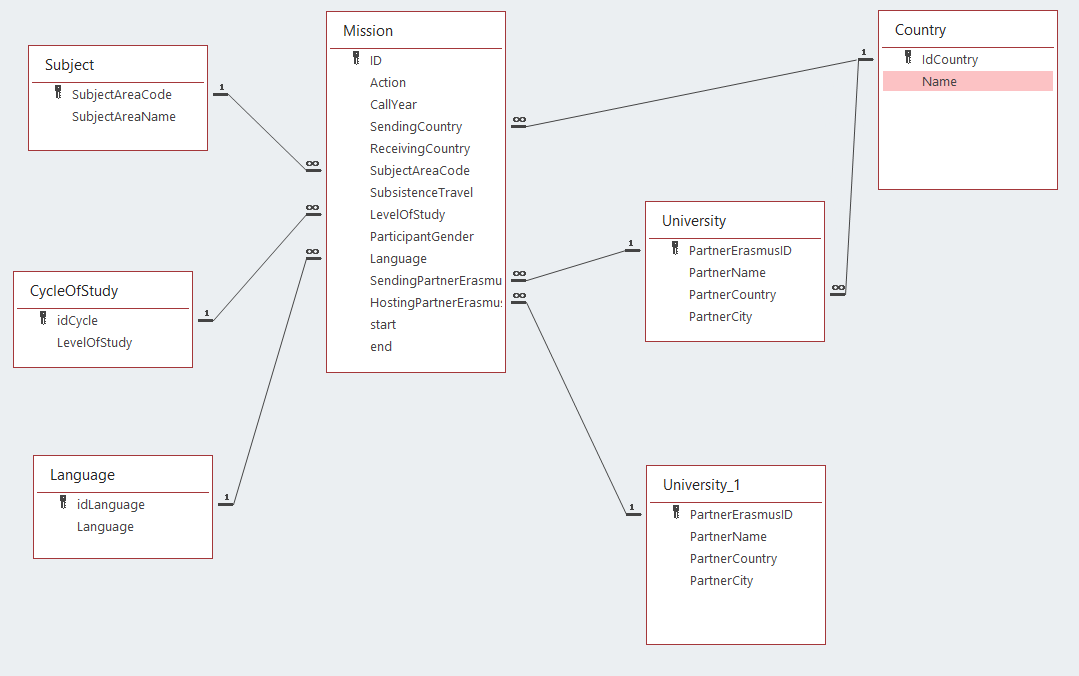 Subject
SubjectAreaCode
SubjectAreaName
1
∞
Mission
ID
Action
CallYear
SendingCountry
ReceivingCountry
SubjectAreaCode
SubsistenceTravel
LevelOfStudy
ParticipantGender
Language
SendingPartnerErasmu
HostingPartnerErasmu
start
end
Country
IdCountry
Name
1
∞
University
PartnerErasmusID
PartnerName
PartnerCountry
PartnerCity
1
∞
∞
CycleOfStudy
idCycle
LevelOfStudy
1
∞
Language
idLanguage
Language
1
∞
University_1
PartnerErasmusID
PartnerName
PartnerCountry
PartnerCity
1
∞